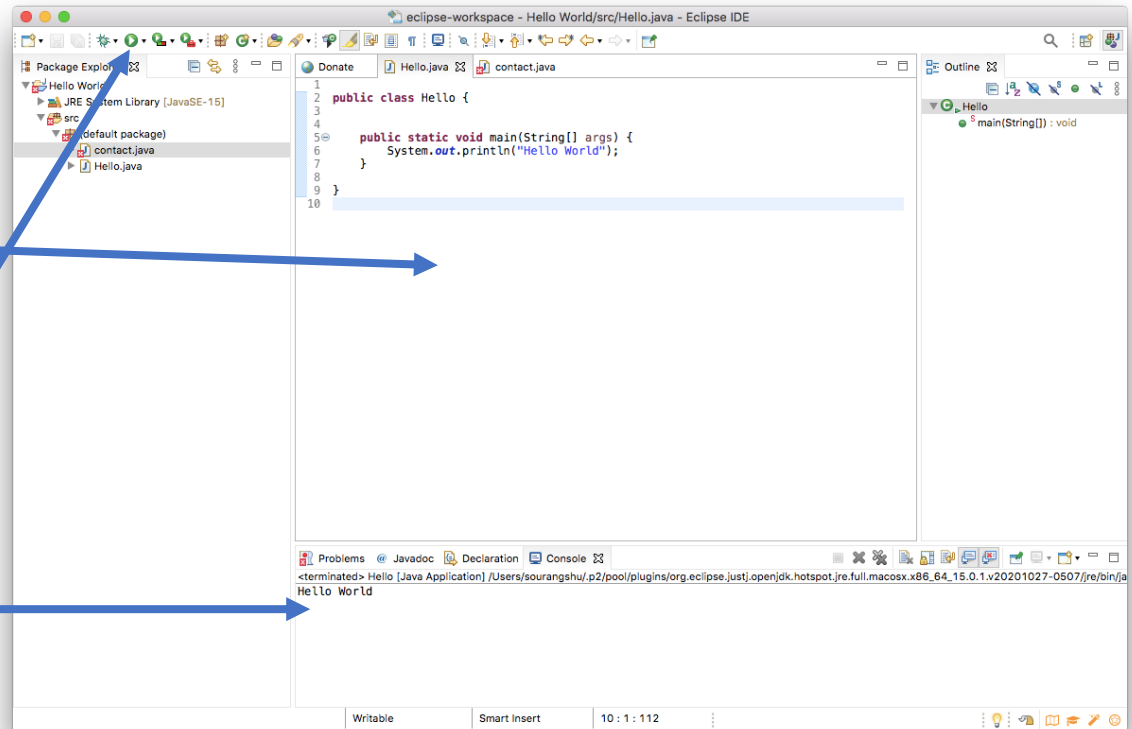 eclipse-workspace - Hello World/src/Hello.java - Eclipse IDE
Package Explor
Hello World
JRE System Library [JavaSE-15]
src
(default package)
contact.java
Hello.java
Donate
Hello.java
contact.java
1
2 public class Hello {
3
4
5 public static void main(String[] args) {
6 System.out.println("Hello World");
7 }
8
9 }
10
Outline
Hello
main(String[]) : void
Problems @ Javadoc Declaration Console
<terminated> Hello [Java Application] /Users/sourangshu/.p2/pool/plugins/org.eclipse.justj.openjdk.hotspot.jre.full.macosx.x86_64_15.0.1.v20201027-0507/jre/bin/ja
Hello World
Writable Smart Insert 10 : 1 : 112